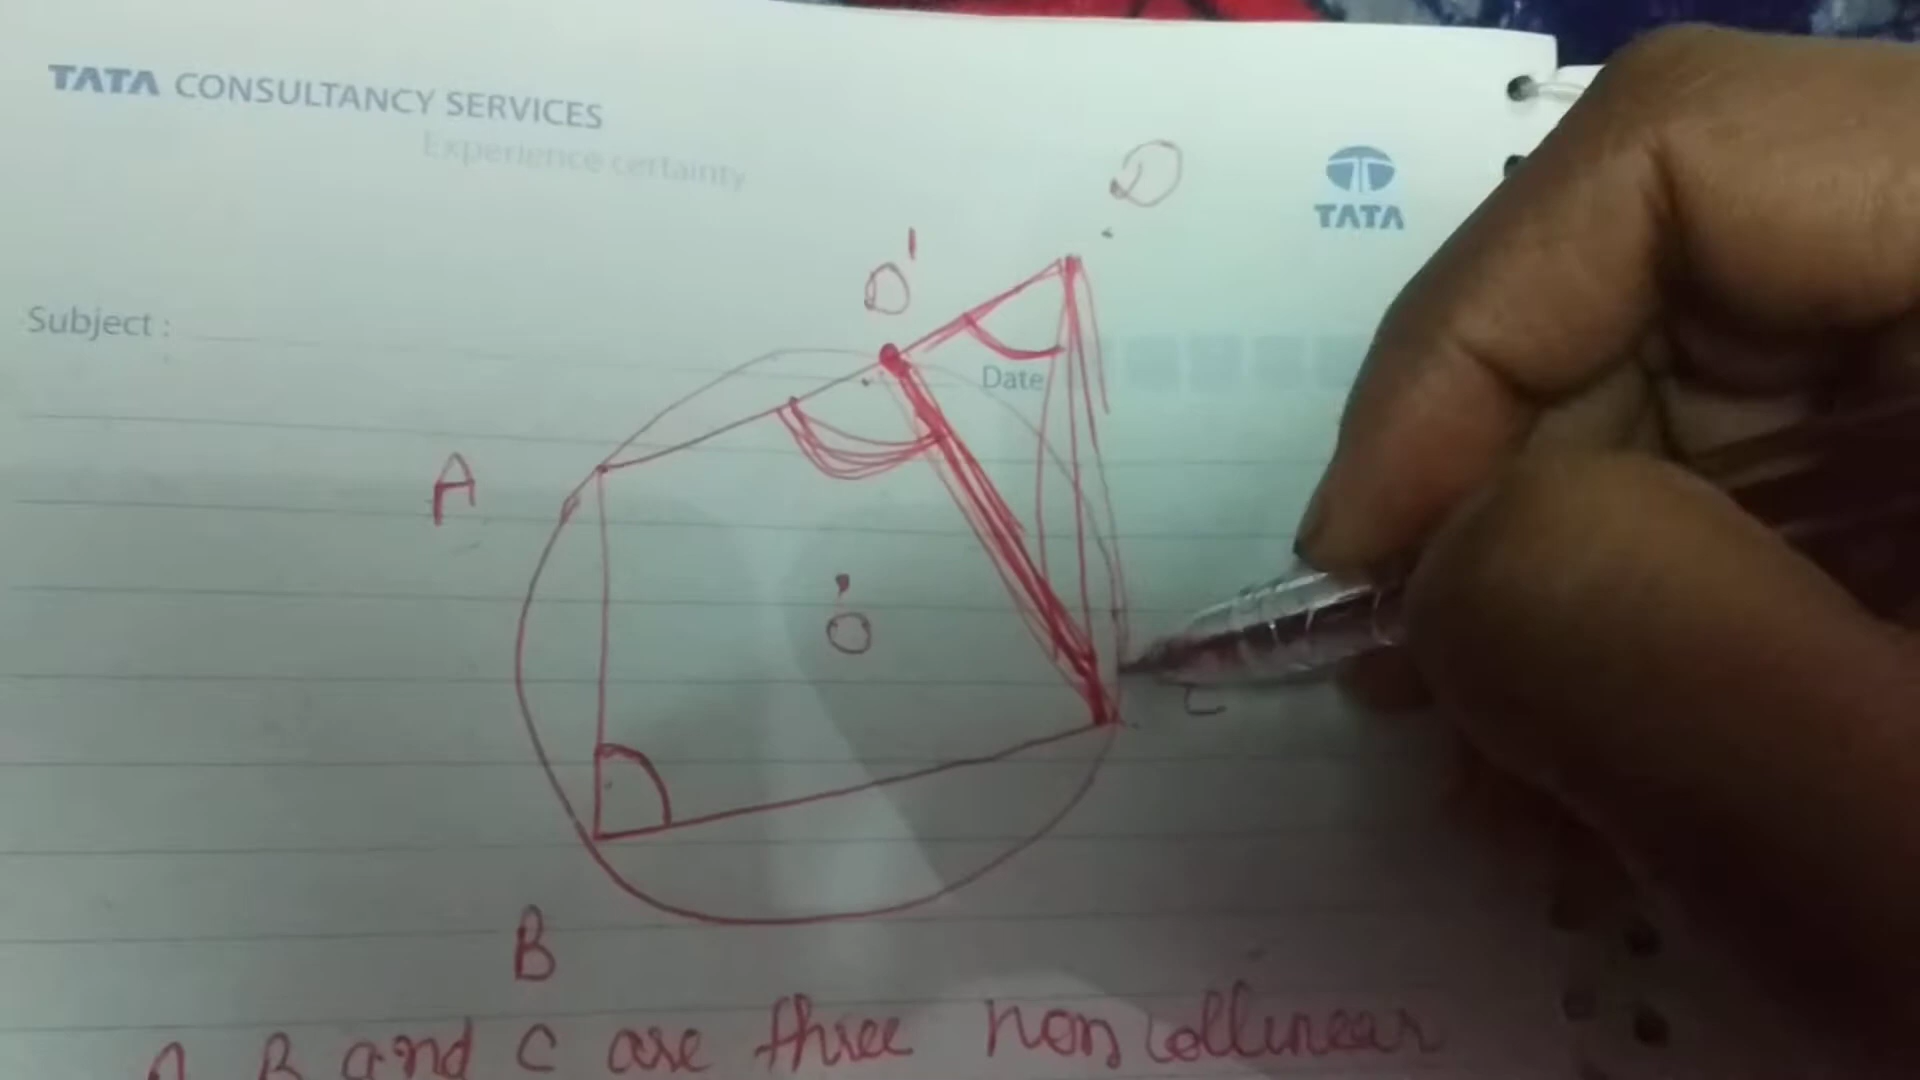 TATA CONSULTANCY SERVICES
Experience certainty
D
TATA
D'
Subject :
Date
A
O
C
B
A B and C are three non collinear